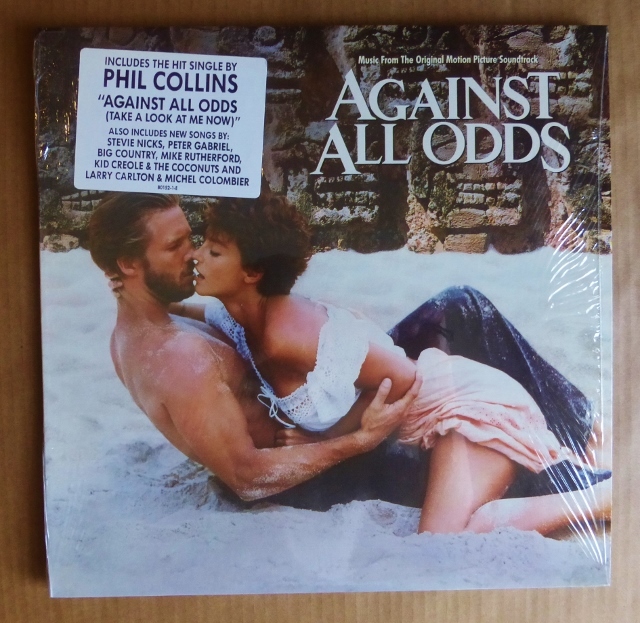 INCLUDES THE HIT SINGLE BY
PHIL COLLINS
"AGAINST ALL ODDS
(TAKE A LOOK AT ME NOW)"
ALSO INCLUDES NEW SONGS BY:
STEVIE NICKS, PETER GABRIEL,
BIG COUNTRY, MIKE RUTHERFORD,
KID CREOLE & THE COCONUTS AND
LARRY CARLTON & MICHEL COLOMBIER
80152-1-E
Music From The Original Motion Picture Soundtrack
AGAINST
ALL ODDS